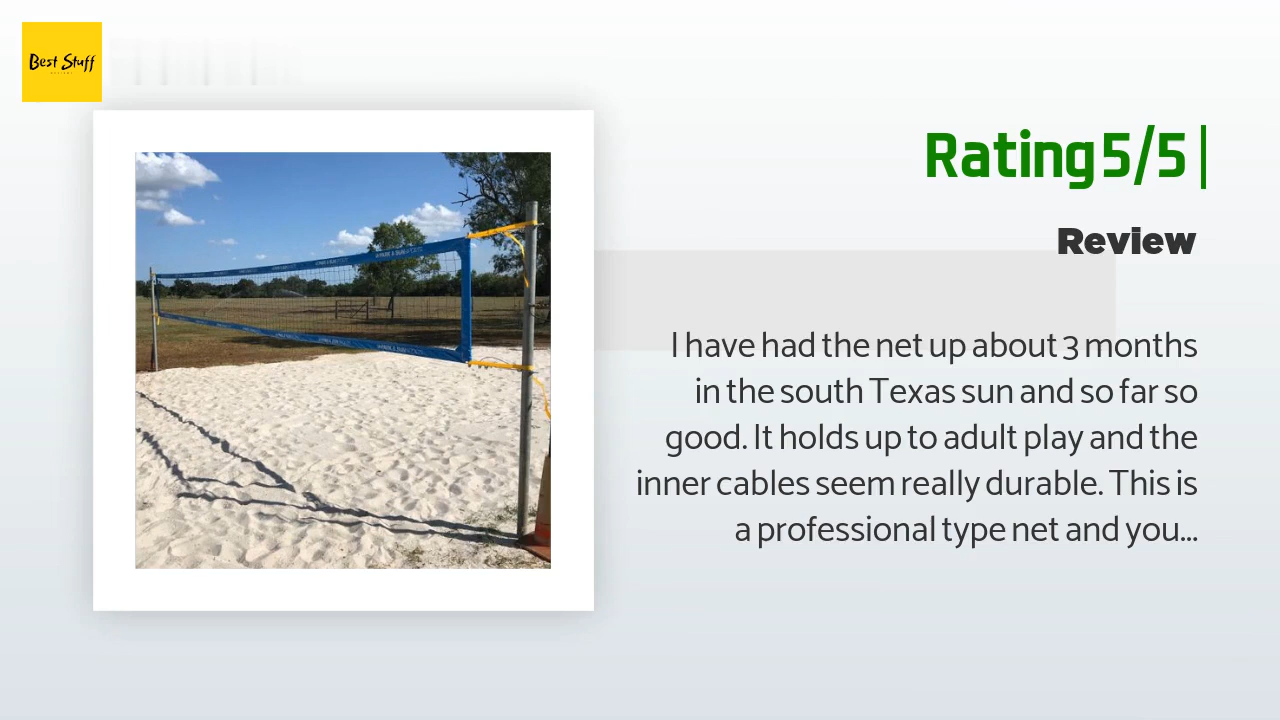 Best Stuff
Rating 5/5 |
Review
I have had the net up about 3 months
in the south Texas sun and so far so
good. It holds up to adult play and the
inner cables seem really durable. This is
a professional type net and you...